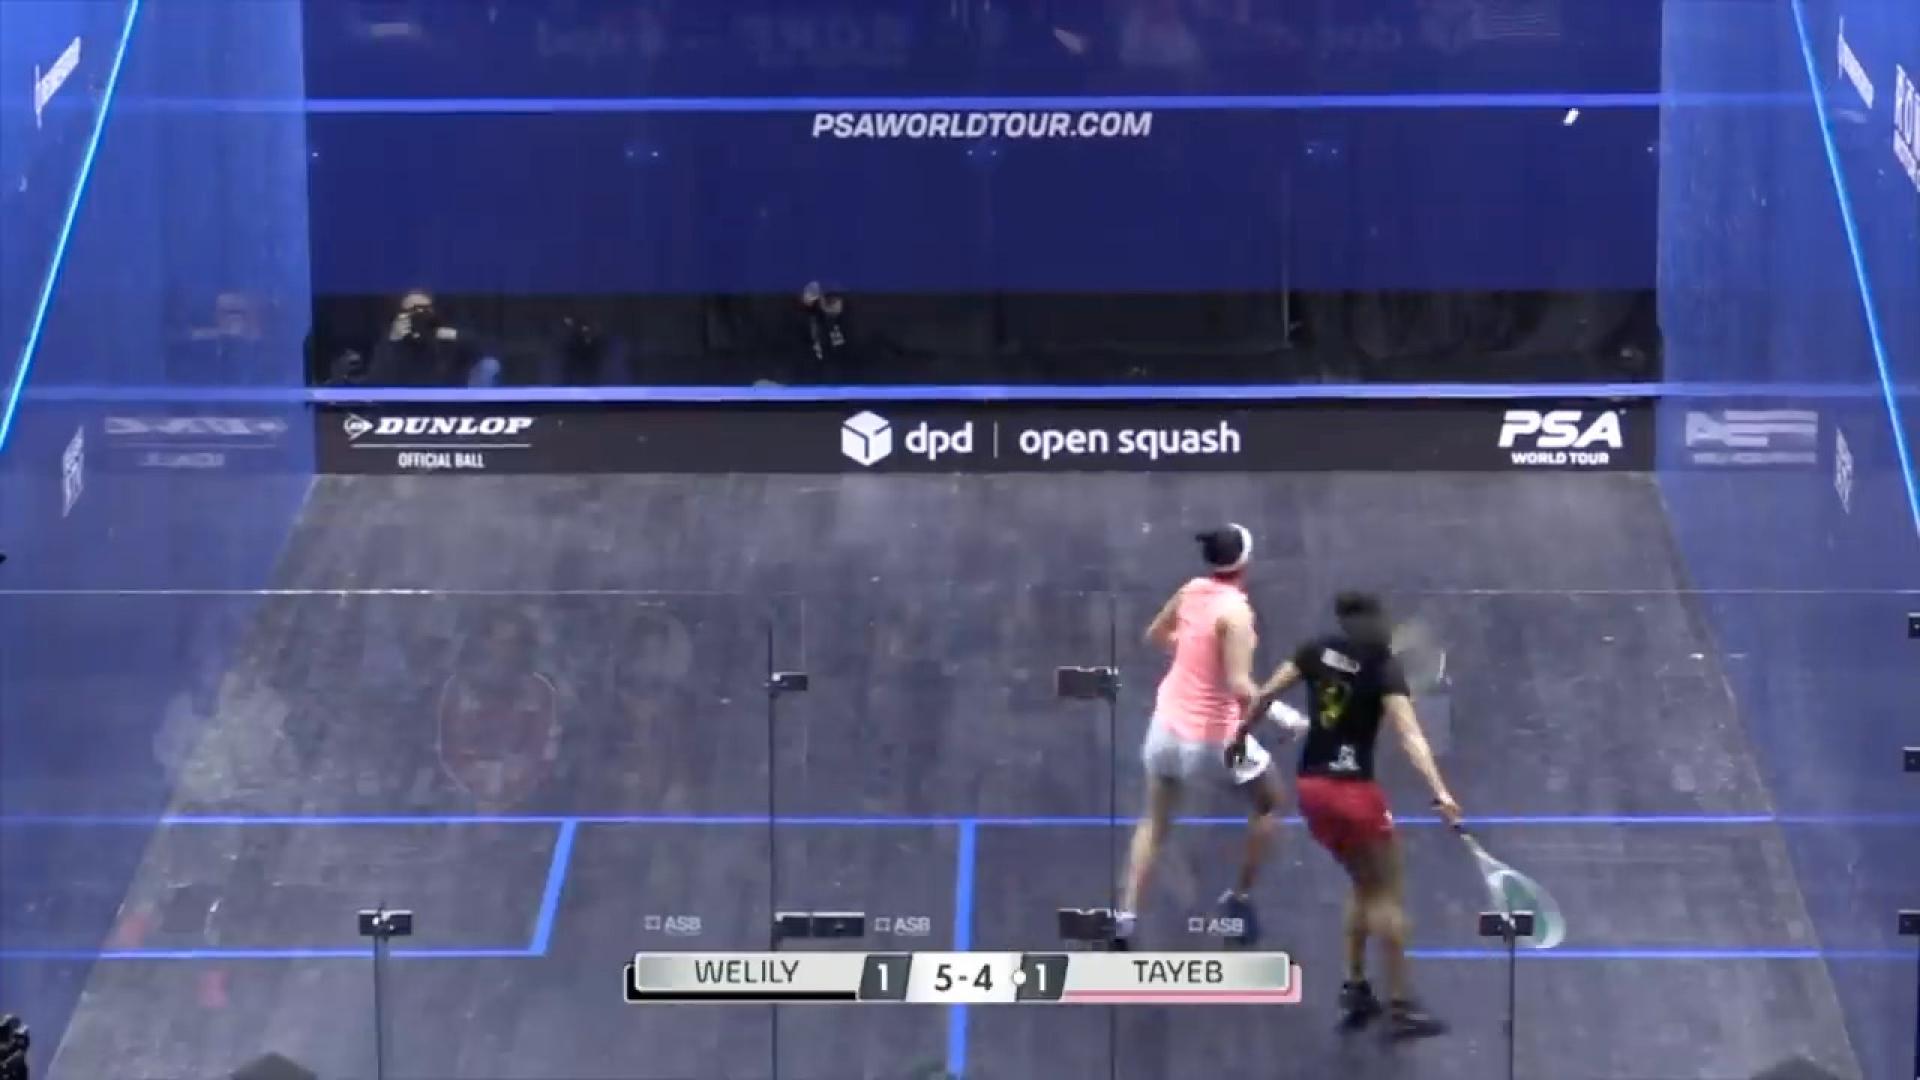 PSAWORLDTOUR.COM
DUNLOP
OFFICIAL BALL
dpd | open squash
PSA
WORLD TOUR
ASB
ASB
ASB
WELILY 1 5-4 1 TAYEB